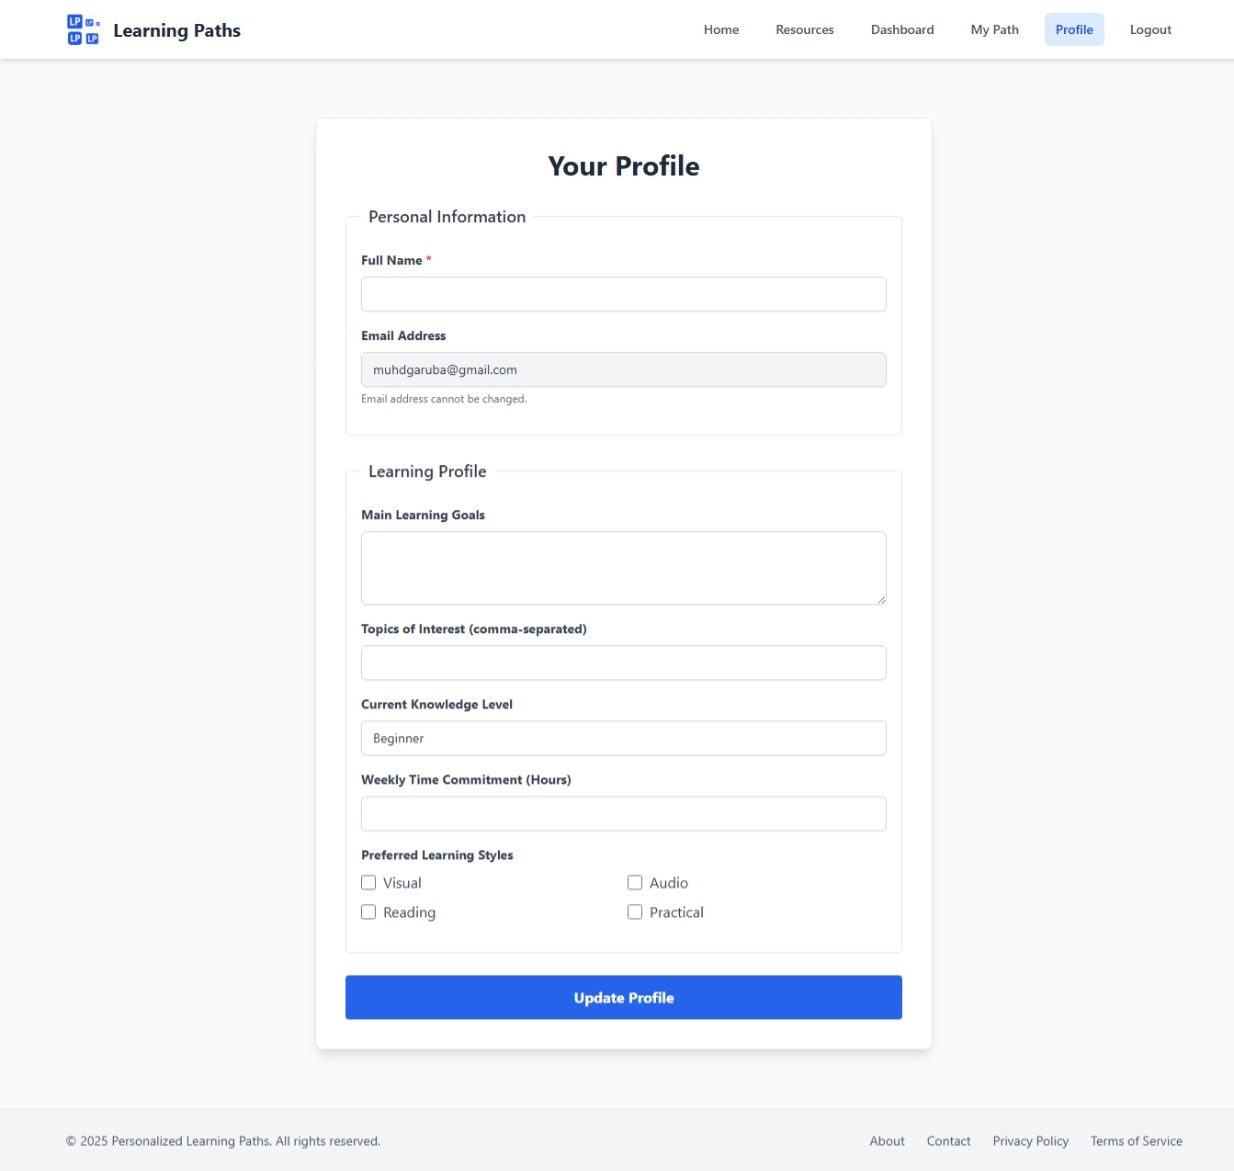 LP LP
LP LP
Learning Paths
Home Resources Dashboard My Path Profile Logout
Your Profile
Personal Information
Full Name *
Email Address
muhdgaruba@gmail.com
Email address cannot be changed.
Learning Profile
Main Learning Goals
Topics of Interest (comma-separated)
Current Knowledge Level
Beginner
Weekly Time Commitment (Hours)
Preferred Learning Styles
Visual Audio
Reading Practical
Update Profile
© 2025 Personalized Learning Paths. All rights reserved. About Contact Privacy Policy Terms of Service